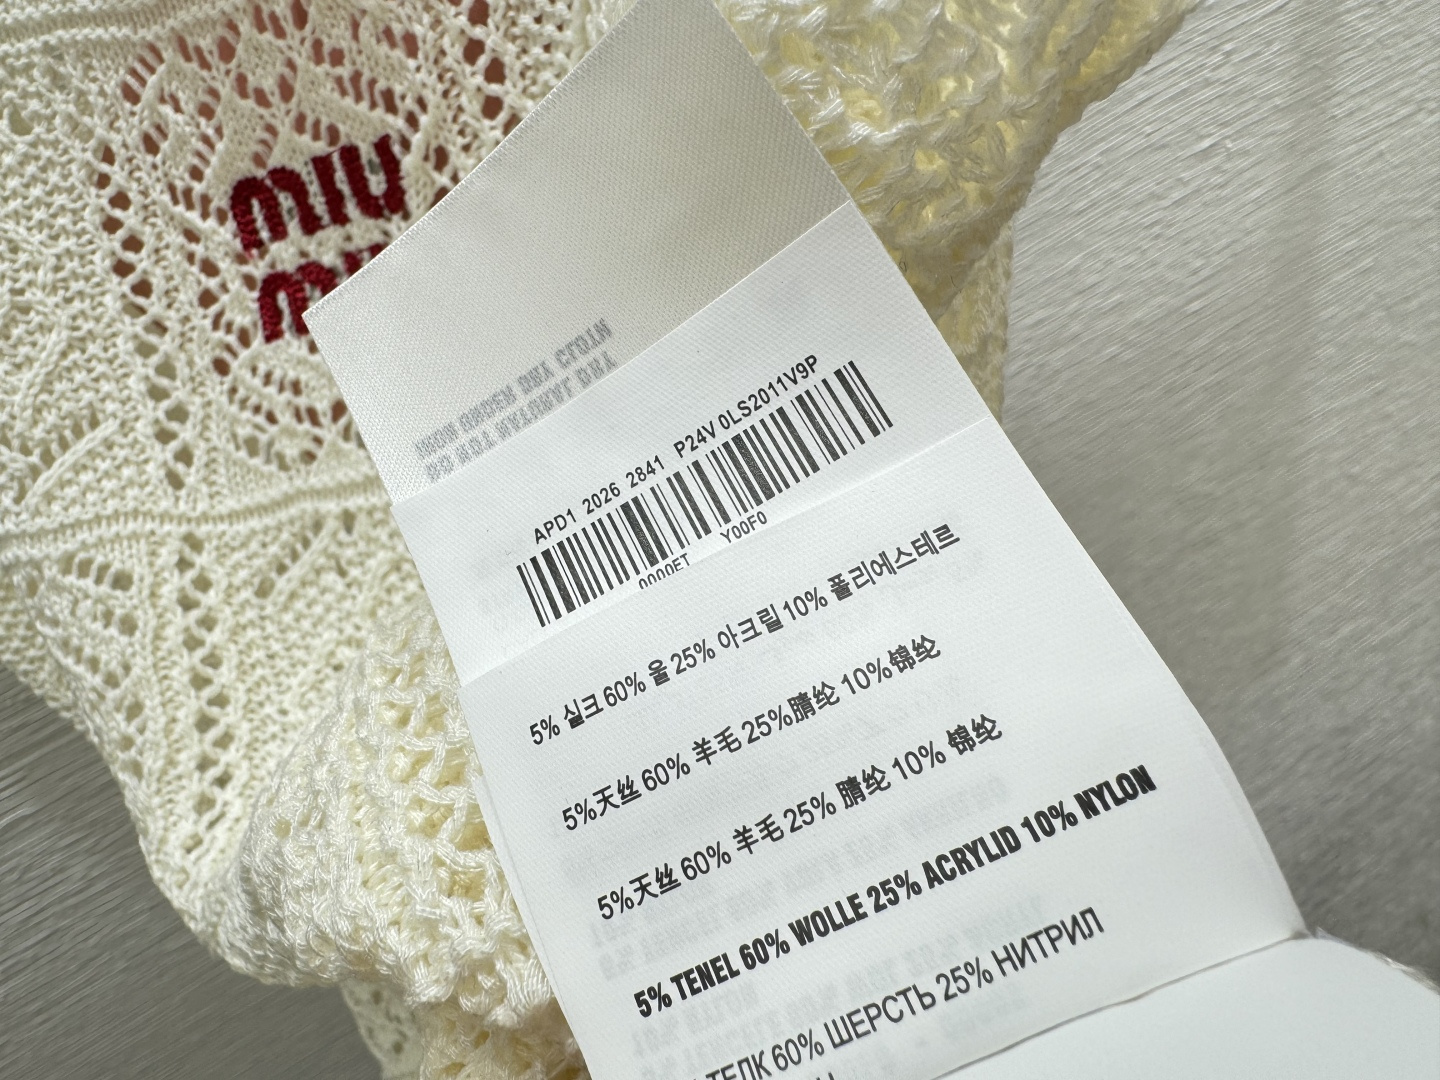 MIU
APD1 2026 2841 P24V 0LS2011V9P
0000ET Y00F0
5% 실크 60% 울 25% 아크릴 10% 폴리에스테르
5%天丝 60% 羊毛 25%腈纶 10%锦纶
5%天丝 60% 羊毛 25% 腈纶 10% 锦纶
5% TENEL 60% WOLLE 25% ACRYLID 10% NYLON
60% ШЕРСТЬ 25% НИТРИЛ